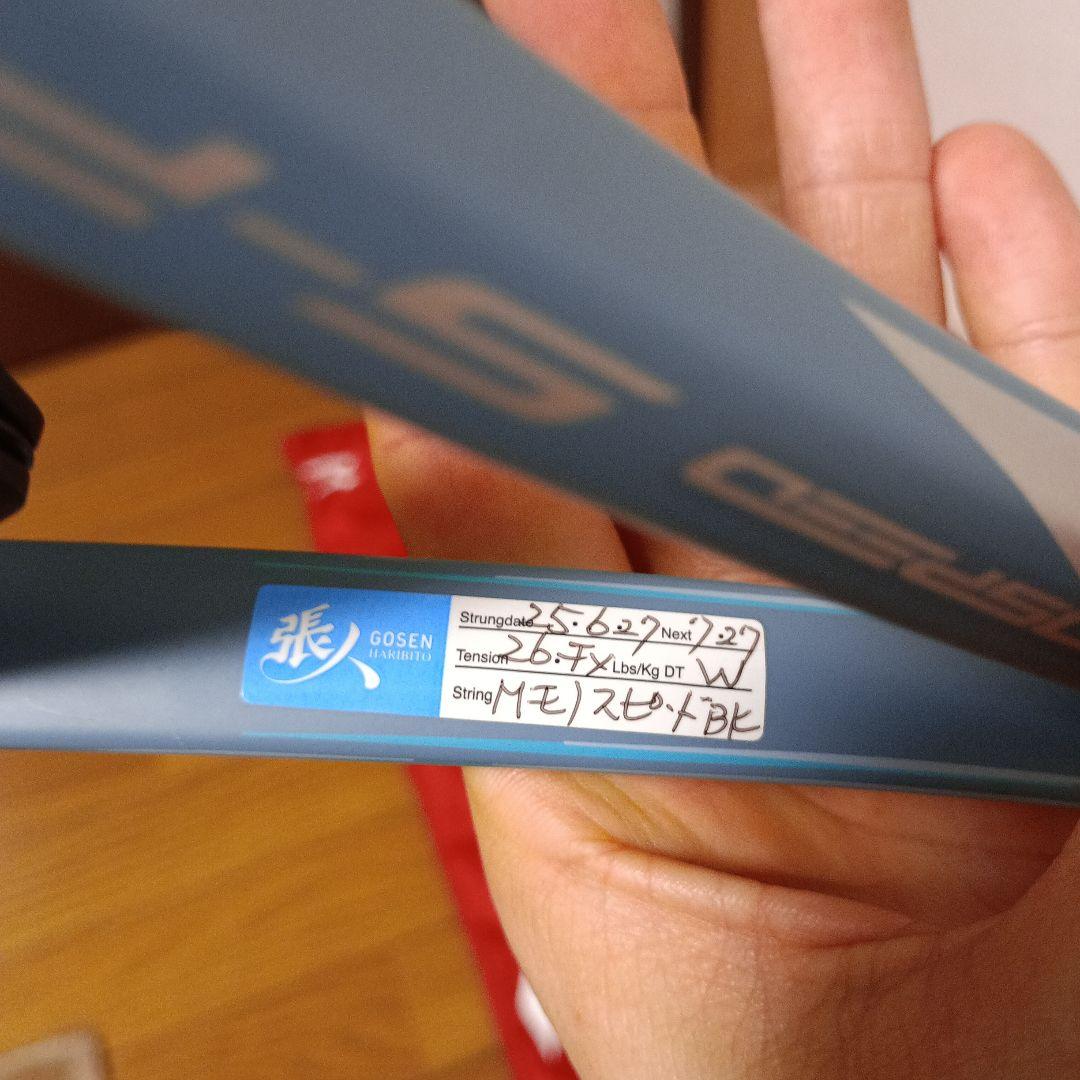 SPEED
張人
GOSEN
HARIBITO
Strungdate 25.6.27 Next 7.27
Tension 26. Lbs/Kg DT W
String Mモノスピード BK